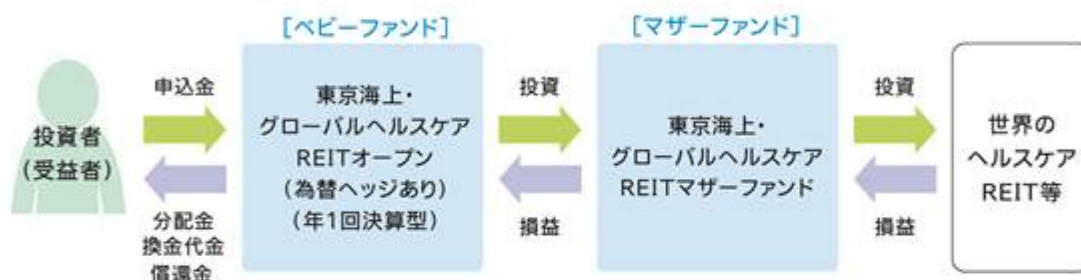 [ベビーファンド]
[マザーファンド]
投資者
(受益者)
申込金
分配金
換金代金
償還金
東京海上・
グローバルヘルスケア
REITオープン
(為替ヘッジあり)
(年1回決算型)
投資
損益
東京海上・
グローバルヘルスケア
REITマザーファンド
投資
損益
世界の
ヘルスケア
REIT等